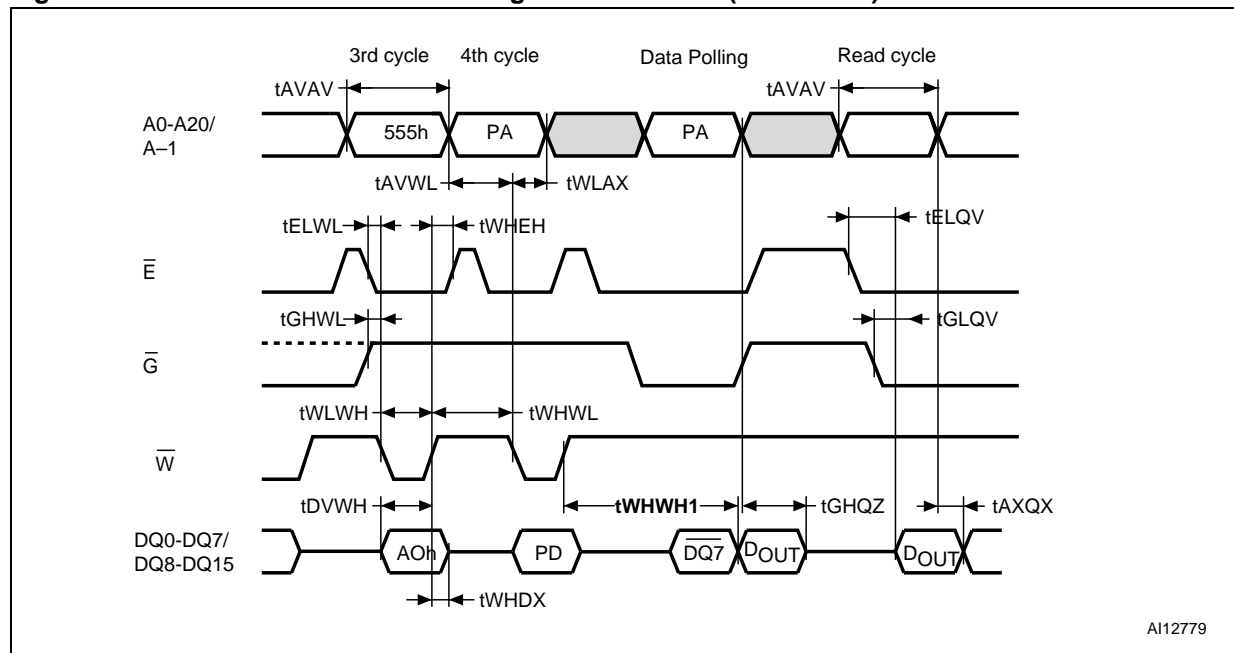 3rd cycle 4th cycle Data Polling Read cycle
tAVAV tAVAV
A0-A20/
A–1
555h PA PA
tAVWL tWLAX
tELWL tWHEH tELQV
E̅
tGHWL tGLQV
G̅
tWLWH tWHWL
W̅
tDVWH tWHWH1 tGHQZ tAXQX
DQ0-DQ7/
DQ8-DQ15
AOh PD D̅Q̅7̅ DOUT DOUT
tWHDX
AI12779